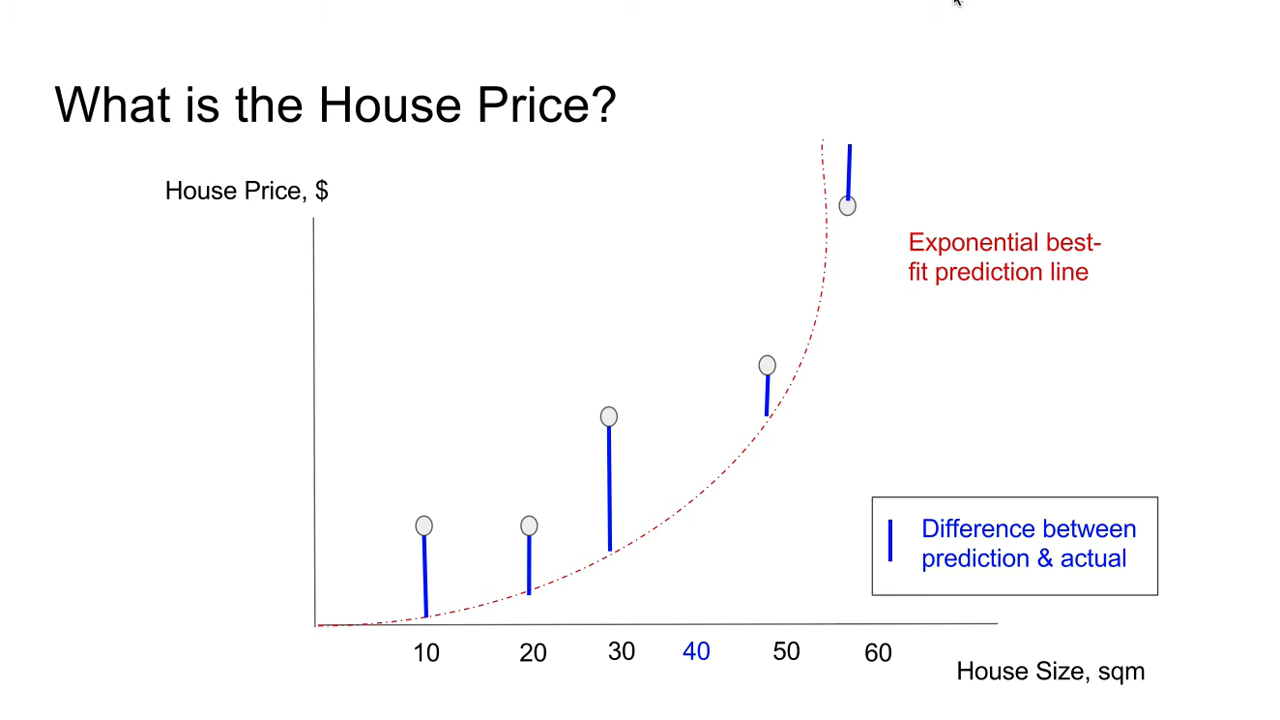 What is the House Price?
House Price, $
Exponential best-
fit prediction line
Difference between
prediction & actual
10 20 30 40 50 60
House Size, sqm